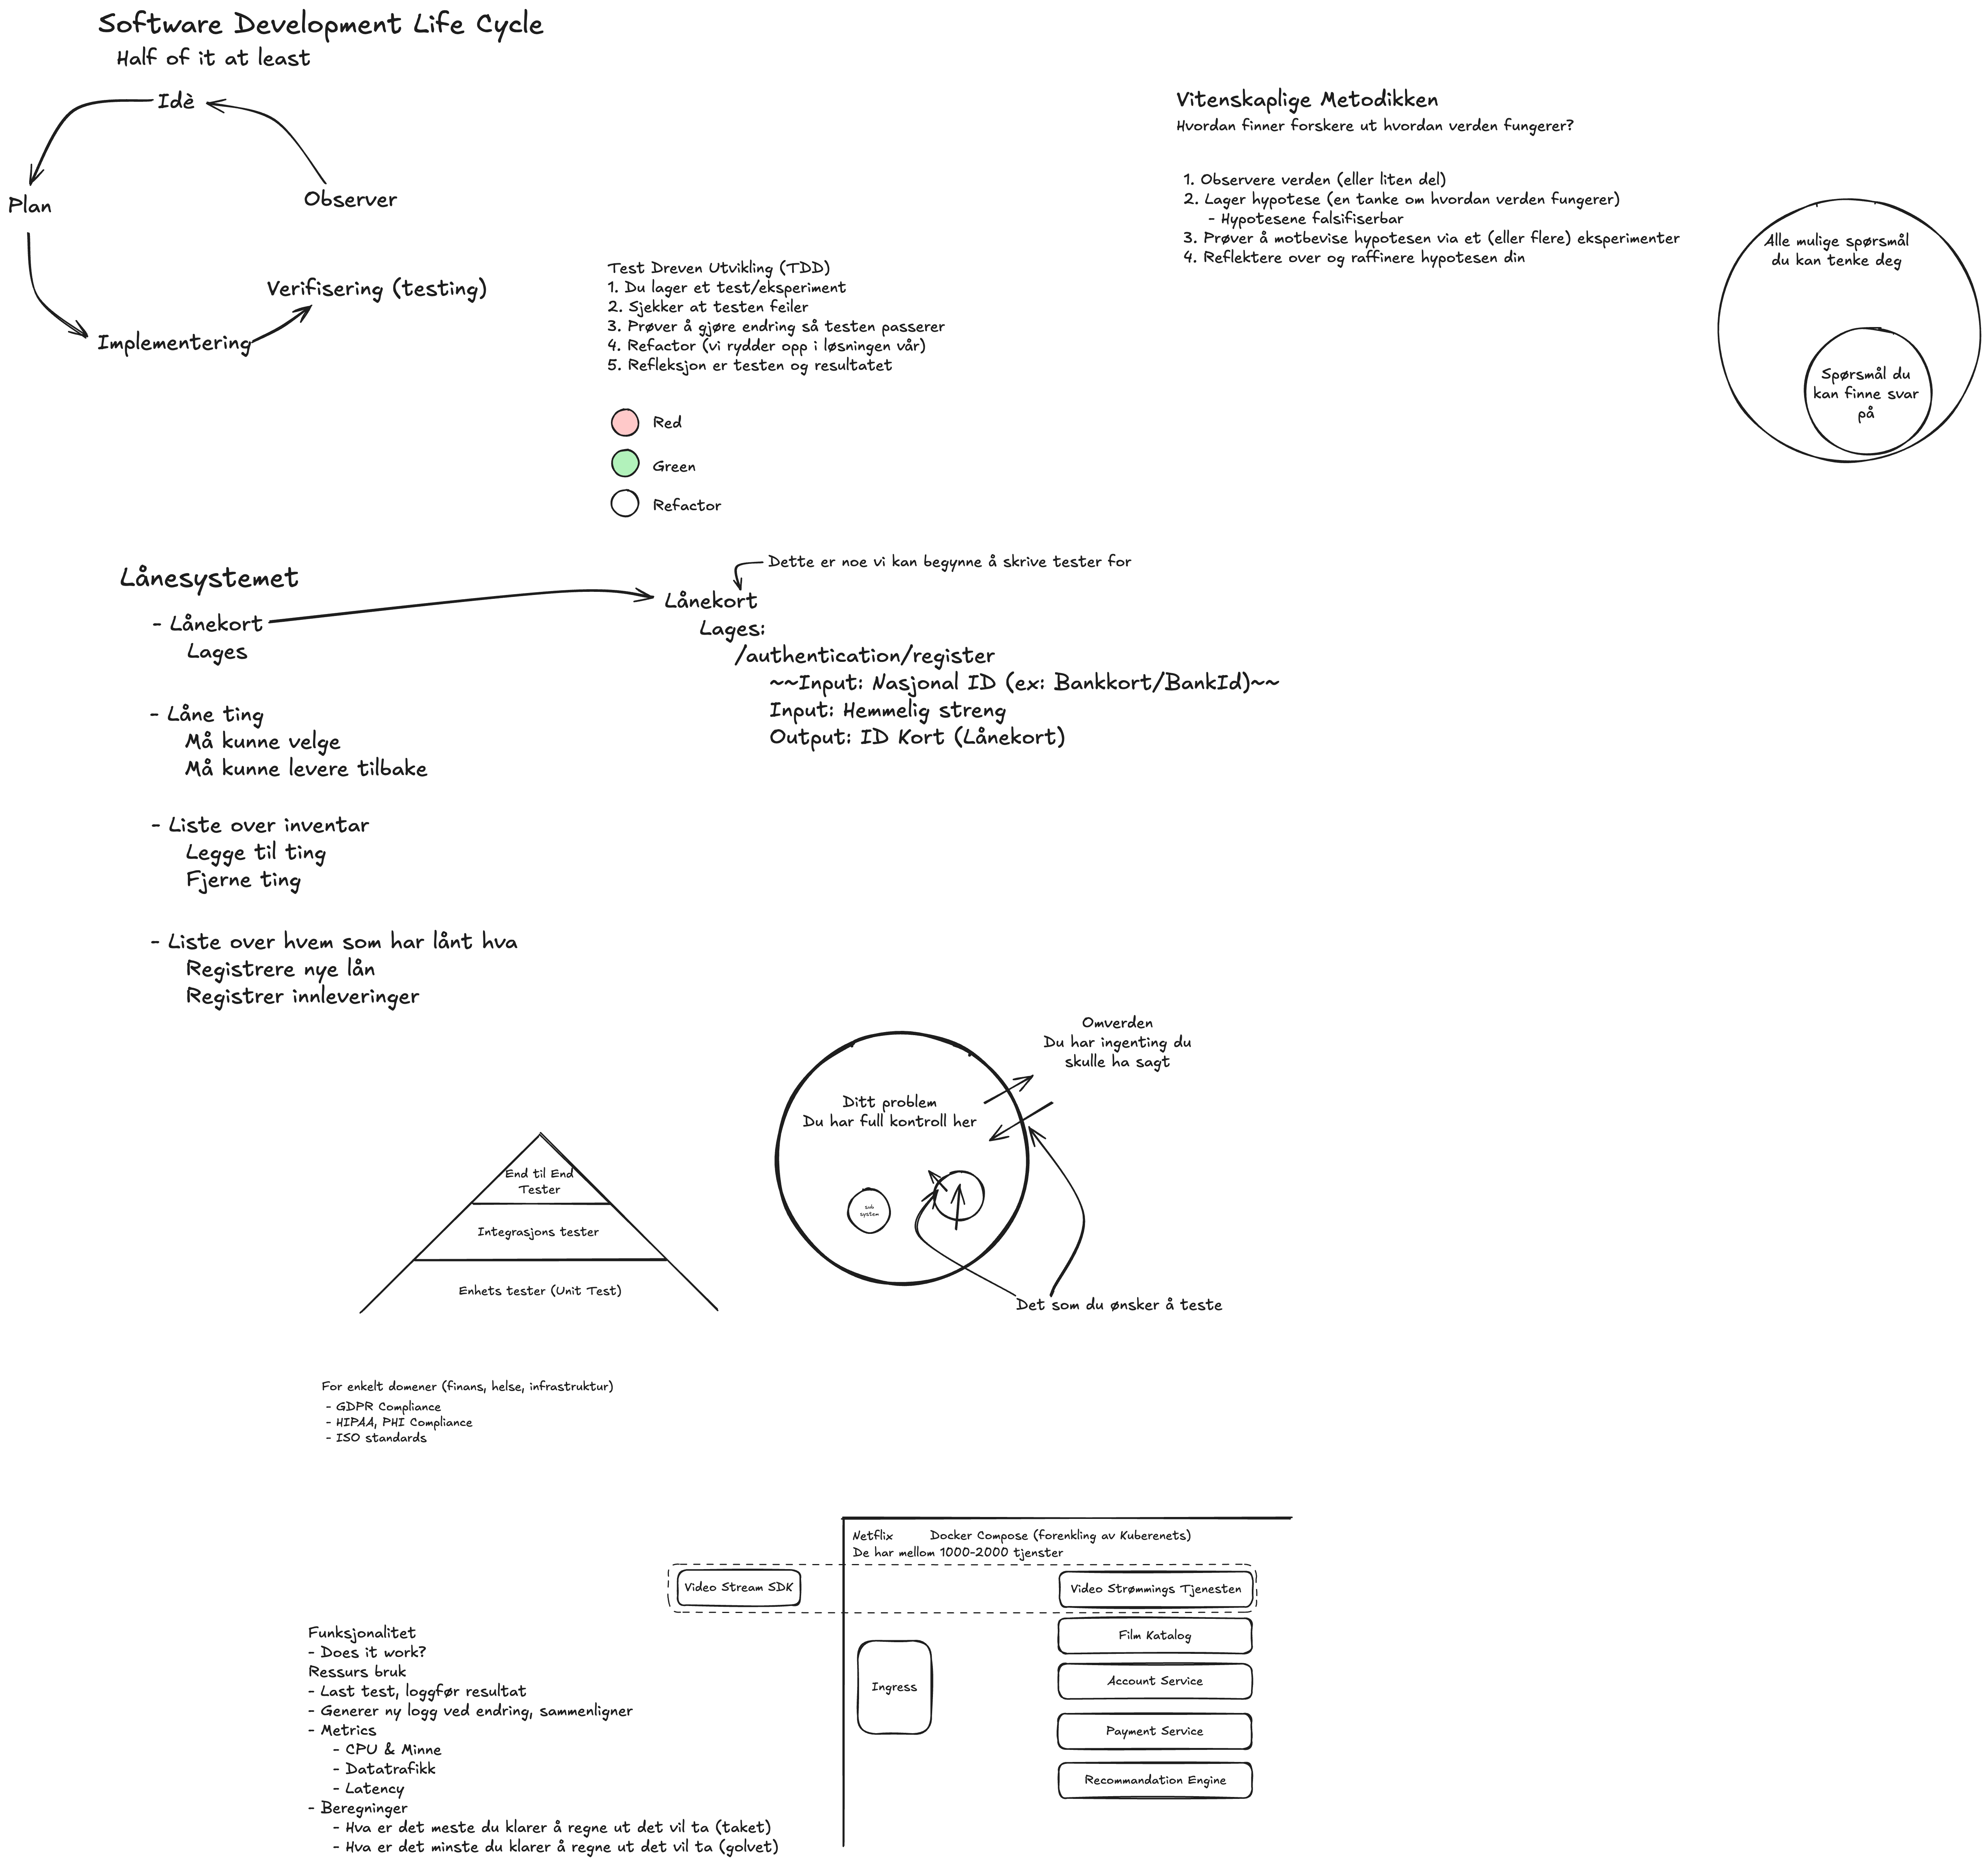 Software Development Life Cycle
Half of it at least
Idè
Plan
Observer
Verifisering (testing)
Implementering
Test Dreven Utvikling (TDD)
1. Du lager et test/eksperiment
2. Sjekker at testen feiler
3. Prøver å gjøre endring så testen passerer
4. Refactor (vi rydder opp i løsningen vår)
5. Refleksjon er testen og resultatet
Red
Green
Refactor
Vitenskaplige Metodikken
Hvordan finner forskere ut hvordan verden fungerer?
1. Observere verden (eller liten del)
2. Lager hypotese (en tanke om hvordan verden fungerer)
- Hypotesene falsifiserbar
3. Prøver å motbevise hypotesen via et (eller flere) eksperimenter
4. Reflektere over og raffinere hypotesen din
Alle mulige spørsmål
du kan tenke deg
Spørsmål du
kan finne svar
på
Lånesystemet
- Lånekort
Lages
- Låne ting
Må kunne velge
Må kunne levere tilbake
- Liste over inventar
Legge til ting
Fjerne ting
- Liste over hvem som har lånt hva
Registrere nye lån
Registrer innleveringer
Dette er noe vi kan begynne å skrive tester for
Lånekort
Lages:
/authentication/register
~~Input: Nasjonal ID (ex: Bankkort/BankId)~~
Input: Hemmelig streng
Output: ID Kort (Lånekort)
Omverden
Du har ingenting du
skulle ha sagt
Ditt problem
Du har full kontroll her
sub
system
Det som du ønsker å teste
End til End
Tester
Integrasjons tester
Enhets tester (Unit Test)
For enkelt domener (finans, helse, infrastruktur)
- GDPR Compliance
- HIPAA, PHI Compliance
- ISO standards
Netflix
Docker Compose (forenkling av Kuberenets)
De har mellom 1000-2000 tjenster
Video Stream SDK
Video Strømmings Tjenesten
Film Katalog
Ingress
Account Service
Payment Service
Recommandation Engine
Funksjonalitet
- Does it work?
Ressurs bruk
- Last test, loggfør resultat
- Generer ny logg ved endring, sammenligner
- Metrics
- CPU & Minne
- Datatrafikk
- Latency
- Beregninger
- Hva er det meste du klarer å regne ut det vil ta (taket)
- Hva er det minste du klarer å regne ut det vil ta (golvet)